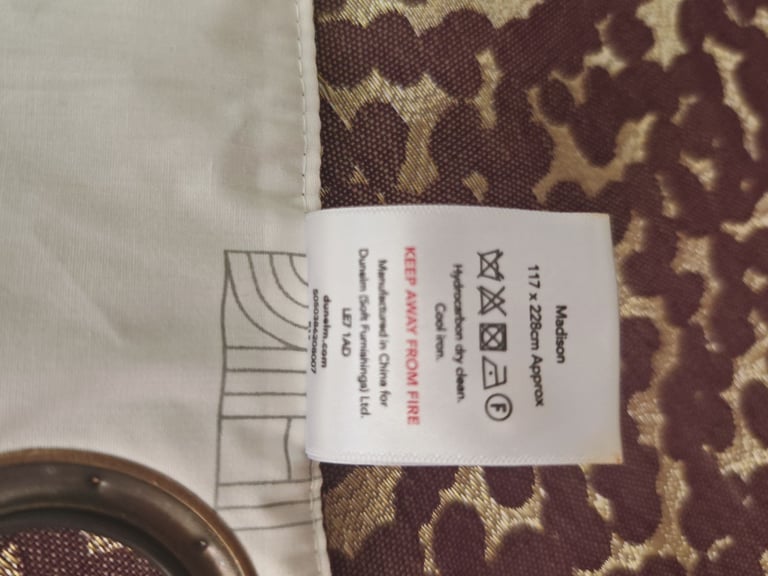 Madison
117 x 228cm Approx
F
Hydrocarbon dry clean.
Cool iron.
KEEP AWAY FROM FIRE
Manufactured in China for
Dunelm (Soft Furnishings) Ltd.
LE7 1AD
dunelm.com